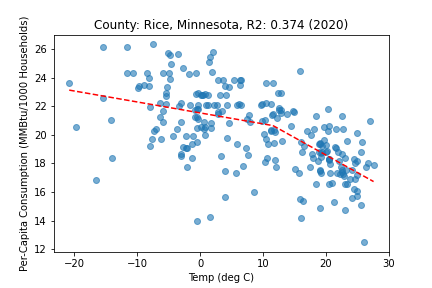 County: Rice, Minnesota, R2: 0.374 (2020)
Per-Capita Consumption (MMBtu/1000 Households)
26
24
22
20
18
16
14
12
−20 −10 0 10 20 30
Temp (deg C)